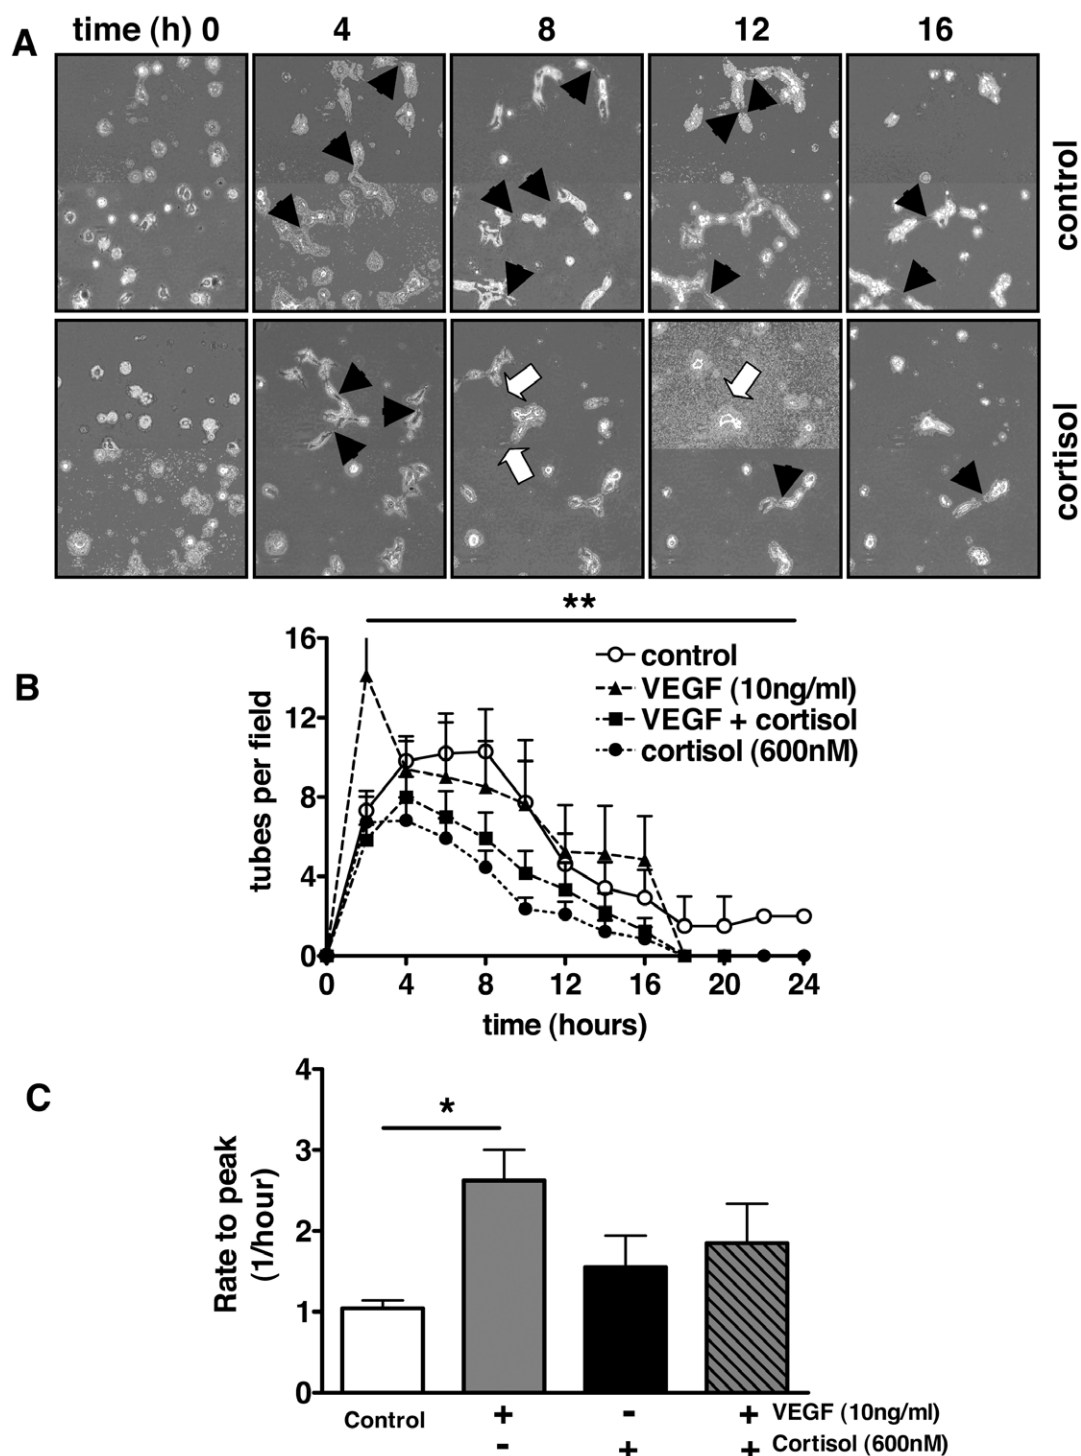 A
time (h) 0 4 8 12 16
control
cortisol
B
**
tubes per field
16
12
8
4
0
control
VEGF (10ng/ml)
VEGF + cortisol
cortisol (600nM)
0 4 8 12 16 20 24
time (hours)
C
Rate to peak
(1/hour)
4
3
2
1
0
*
Control + - + VEGF (10ng/ml)
- + + Cortisol (600nM)